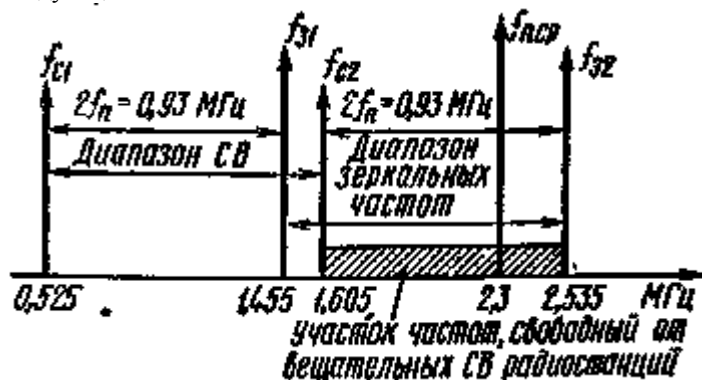 fс1 fз1 fс2 fпср fз2
2fп = 0,93 МГц 2fп = 0,93 МГц
Диапазон СВ Диапазон
зеркальных
частот
0,525 1,455 1,605 2,3 2,535 МГц
Участок частот, свободный от
вещательных СВ радиостанций